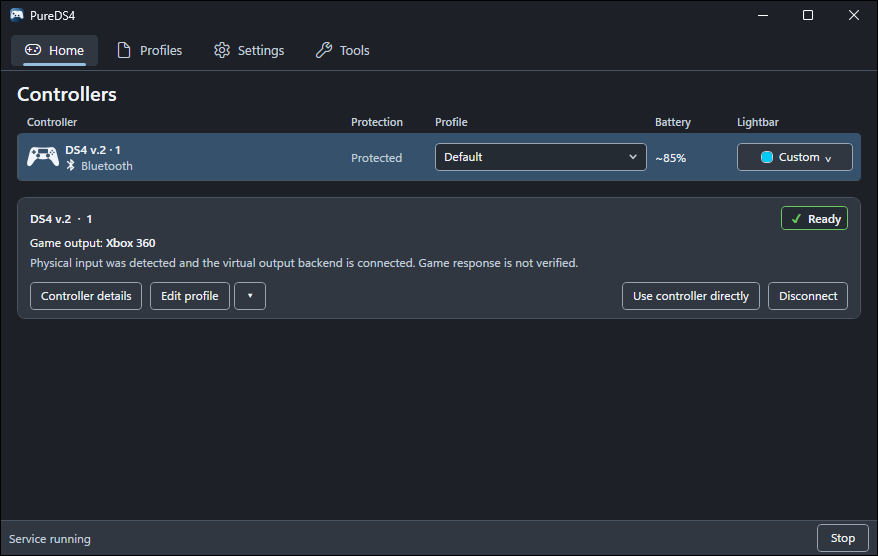 PureDS4
Home Profiles Settings Tools
Controllers
Controller Protection Profile Battery Lightbar
DS4 v.2 · 1
Bluetooth
Protected Default ~85% Custom v
DS4 v.2 · 1
✓ Ready
Game output: Xbox 360
Physical input was detected and the virtual output backend is connected. Game response is not verified.
Controller details Edit profile Use controller directly Disconnect
Service running Stop